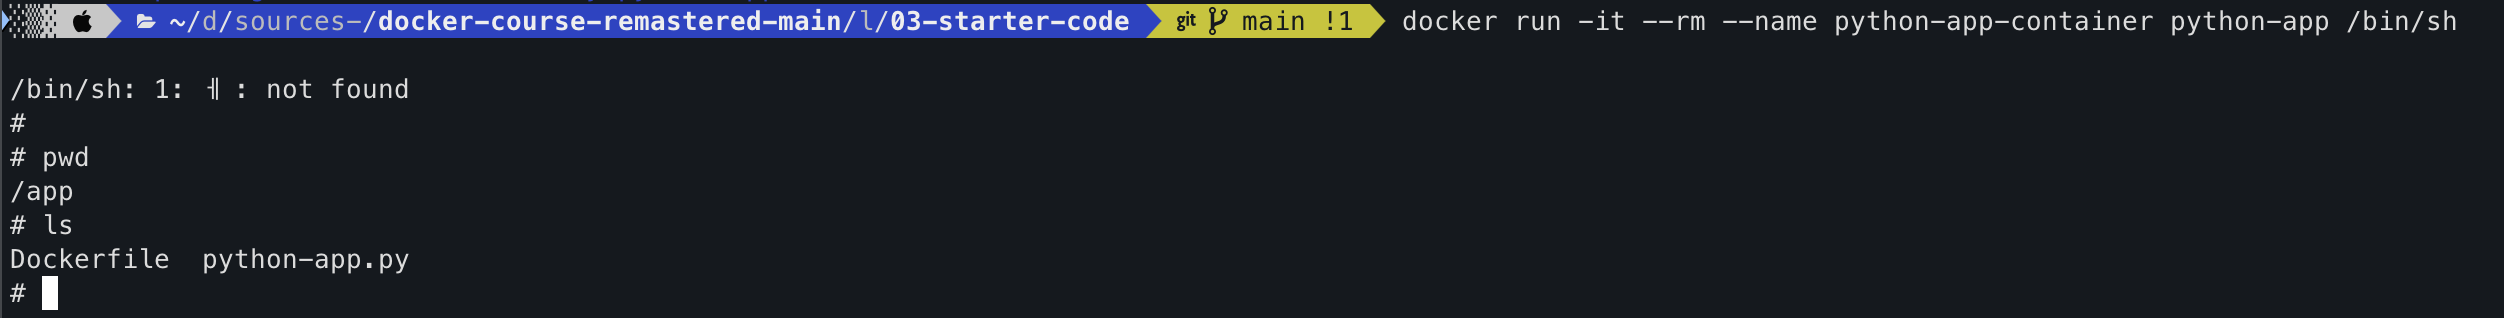 ~/d/sources-/docker-course-remastered-main/l/03-starter-code git main !1 docker run -it --rm --name python-app-container python-app /bin/sh
/bin/sh: 1: : not found
#
# pwd
/app
# ls
Dockerfile python-app.py
#